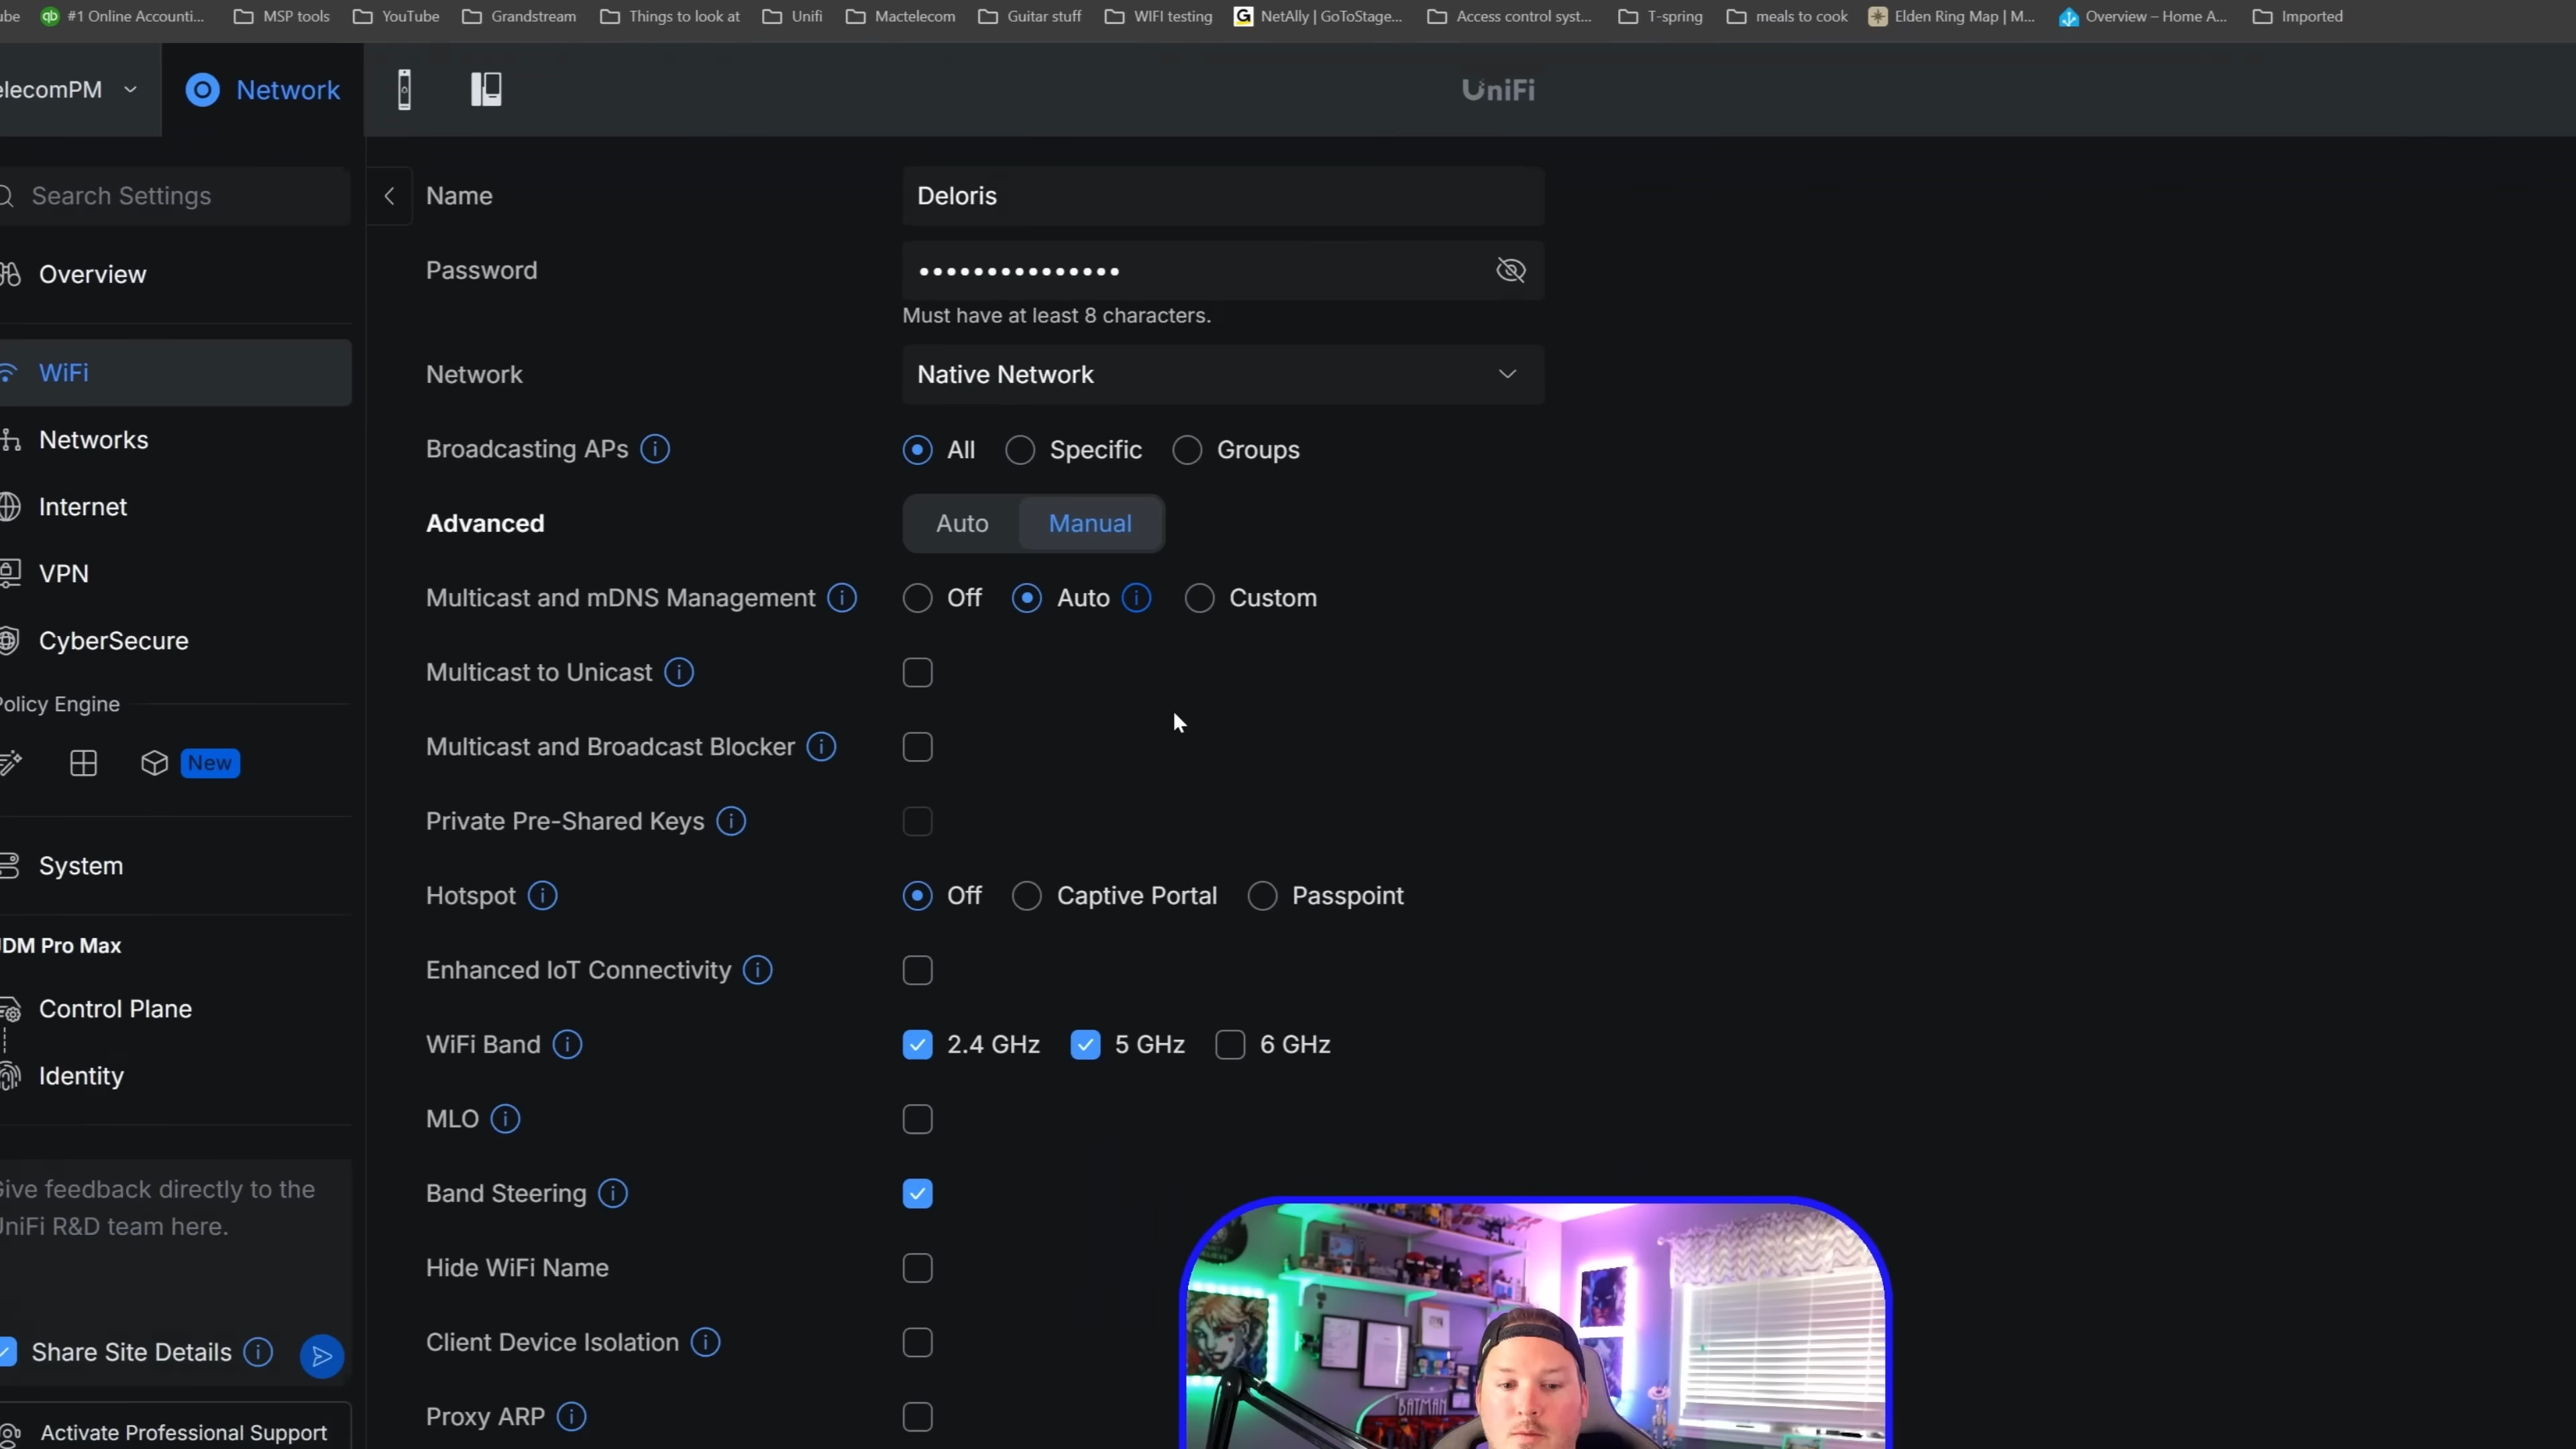 ube #1 Online Accounti... MSP tools YouTube Grandstream Things to look at Unifi Mactelecom Guitar stuff WIFI testing NetAlly | GoToStage... Access control syst... T-spring meals to cook Elden Ring Map | M... Overview – Home A... Imported
elecomPM Network UniFi
Search Settings
Overview
WiFi
Networks
Internet
VPN
CyberSecure
Policy Engine
New
System
DM Pro Max
Control Plane
Identity
Give feedback directly to the
UniFi R&D team here.
Share Site Details
Activate Professional Support
Name Deloris
Password •••••••••••••••
Must have at least 8 characters.
Network Native Network
Broadcasting APs All Specific Groups
Advanced Auto Manual
Multicast and mDNS Management Off Auto Custom
Multicast to Unicast
Multicast and Broadcast Blocker
Private Pre-Shared Keys
Hotspot Off Captive Portal Passpoint
Enhanced IoT Connectivity
WiFi Band 2.4 GHz 5 GHz 6 GHz
MLO
Band Steering
Hide WiFi Name
Client Device Isolation
Proxy ARP
BATMAN